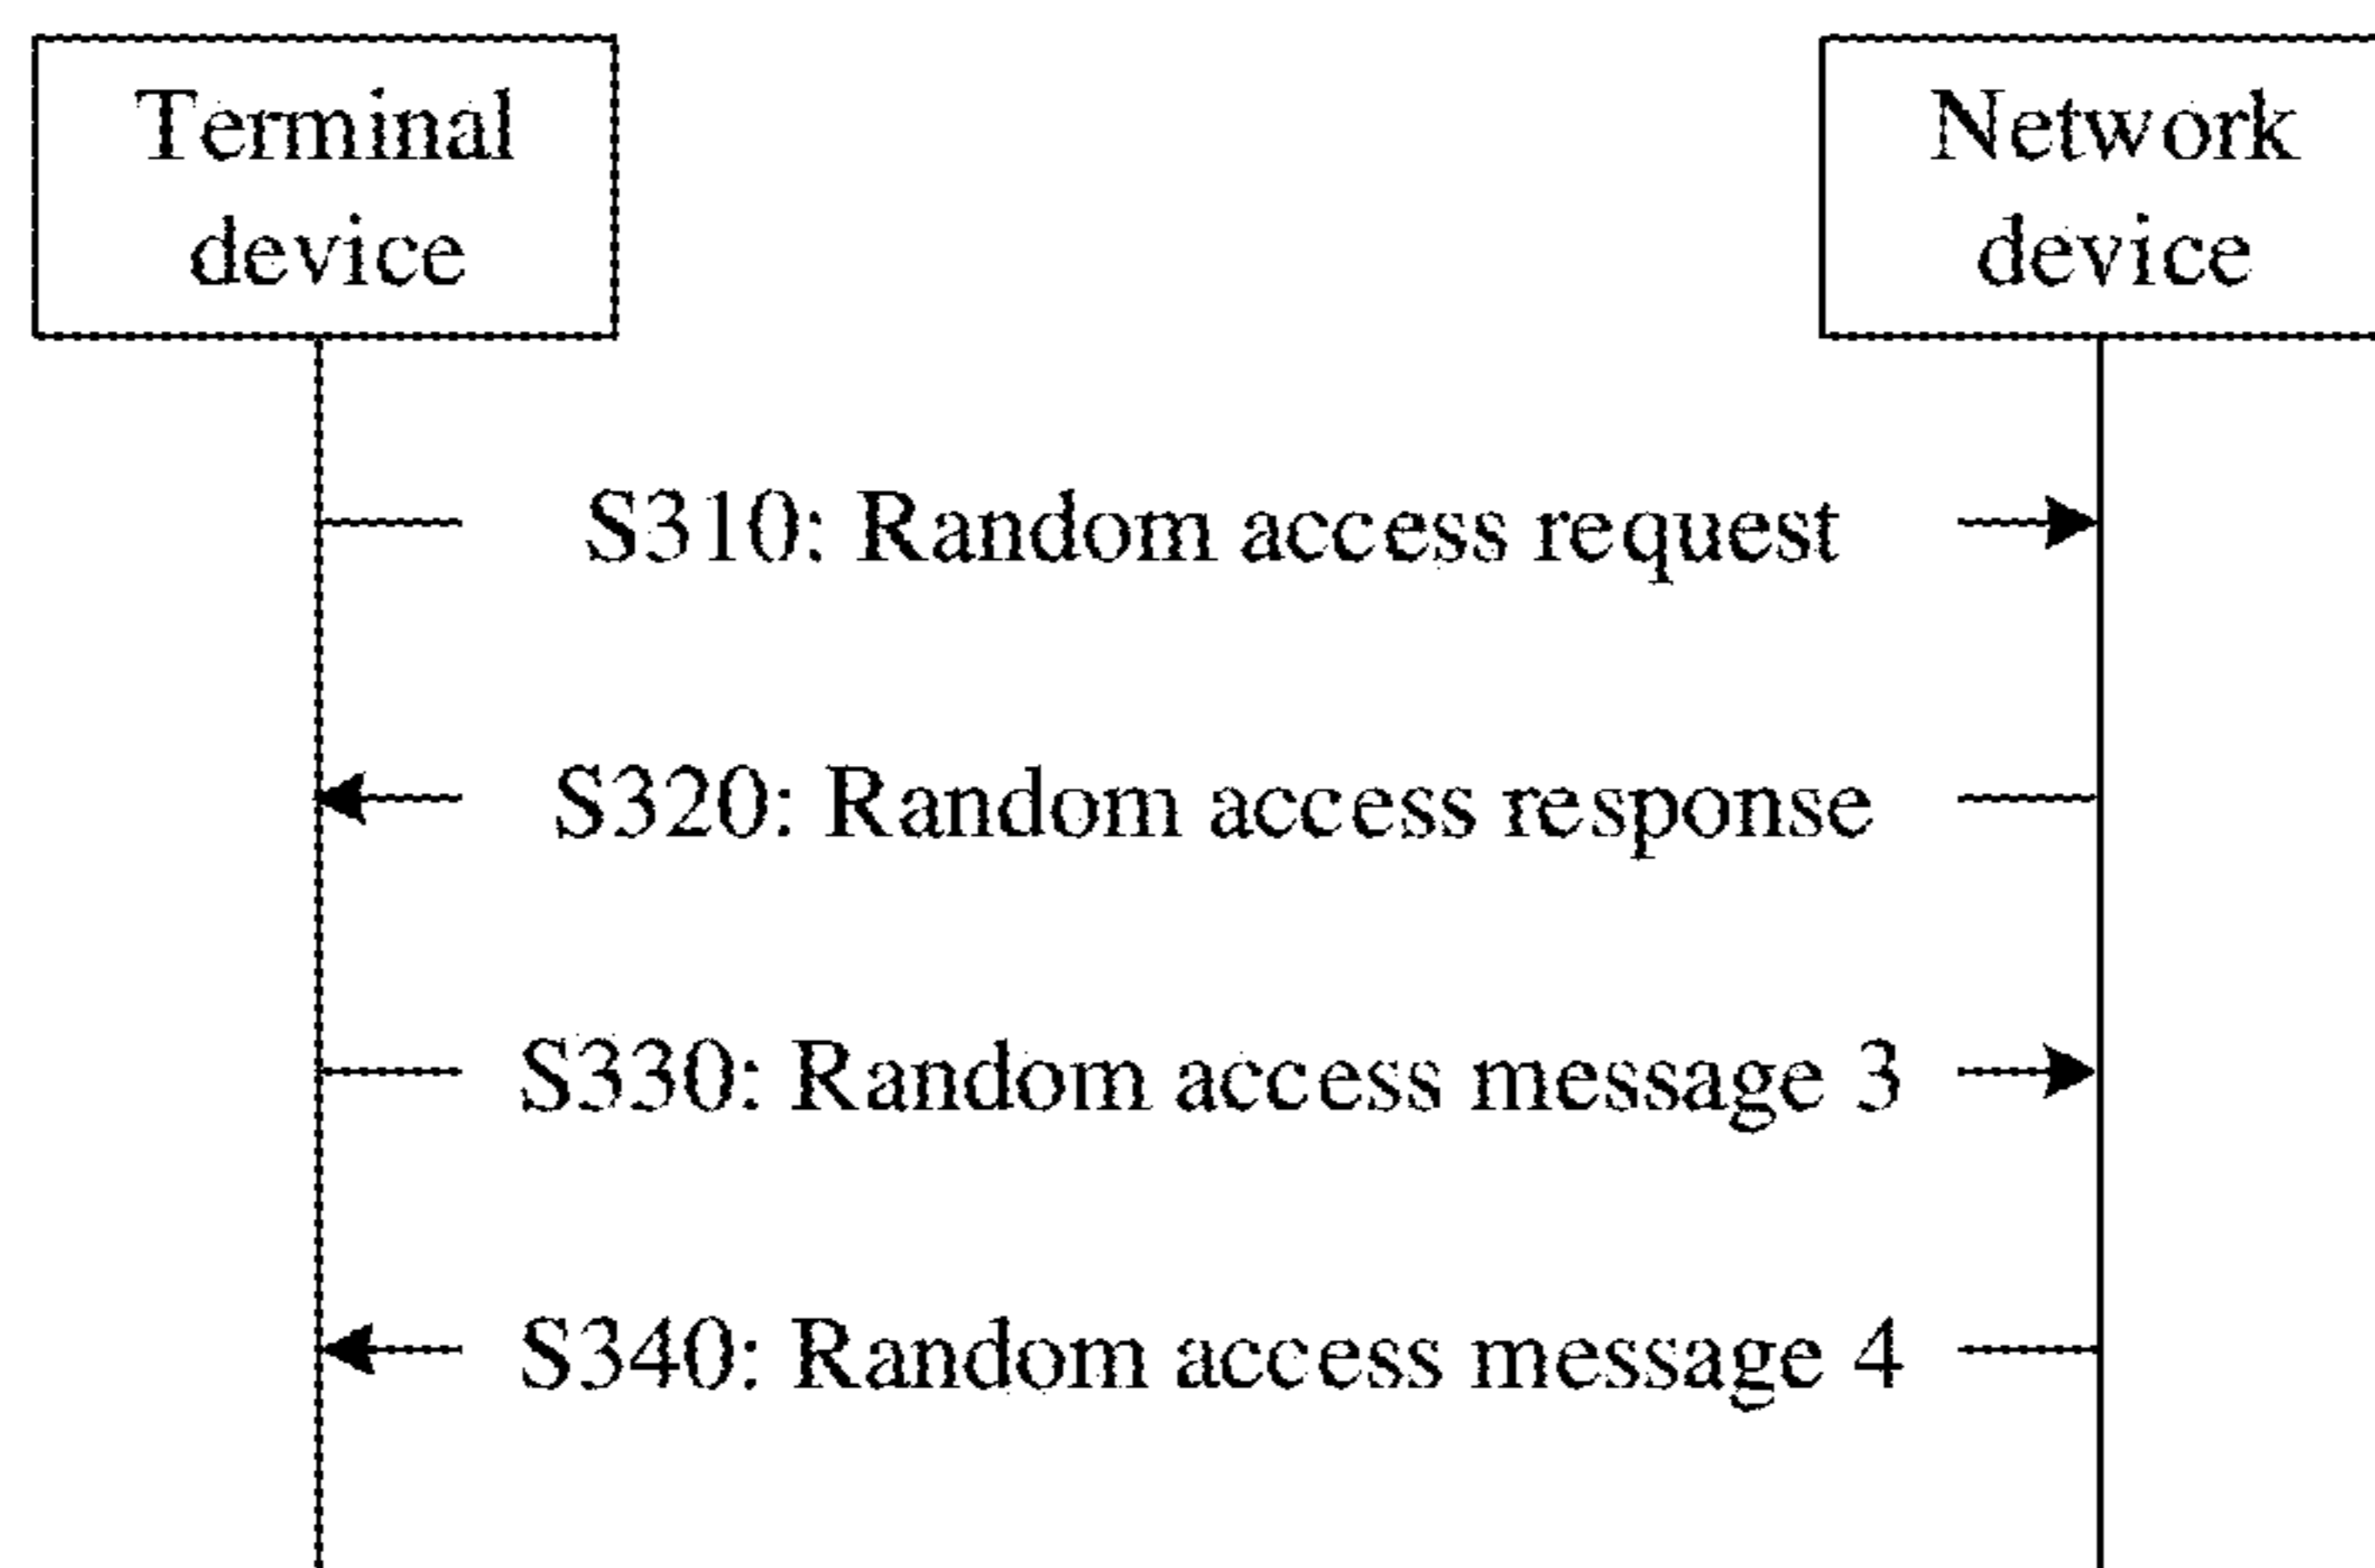 Terminal
device
Network
device
S310: Random access request
S320: Random access response
S330: Random access message 3
S340: Random access message 4